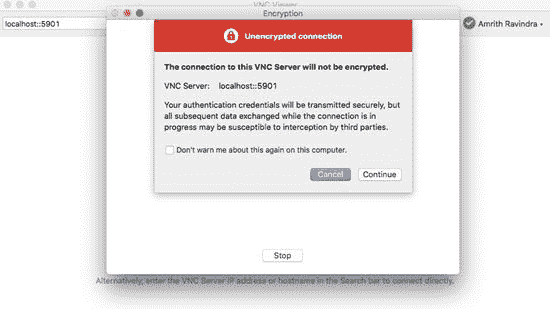 VNC Viewer
Encryption
localhost:5901
Amrith Ravindra
Unencrypted connection
The connection to this VNC Server will not be encrypted.
VNC Server: localhost::5901
Your authentication credentials will be transmitted securely, but
all subsequent data exchanged while the connection is in
progress may be susceptible to interception by third parties.
Don't warn me about this again on this computer.
Cancel Continue
Stop
Alternatively, enter the VNC Server IP address or hostname in the Search bar to connect directly.